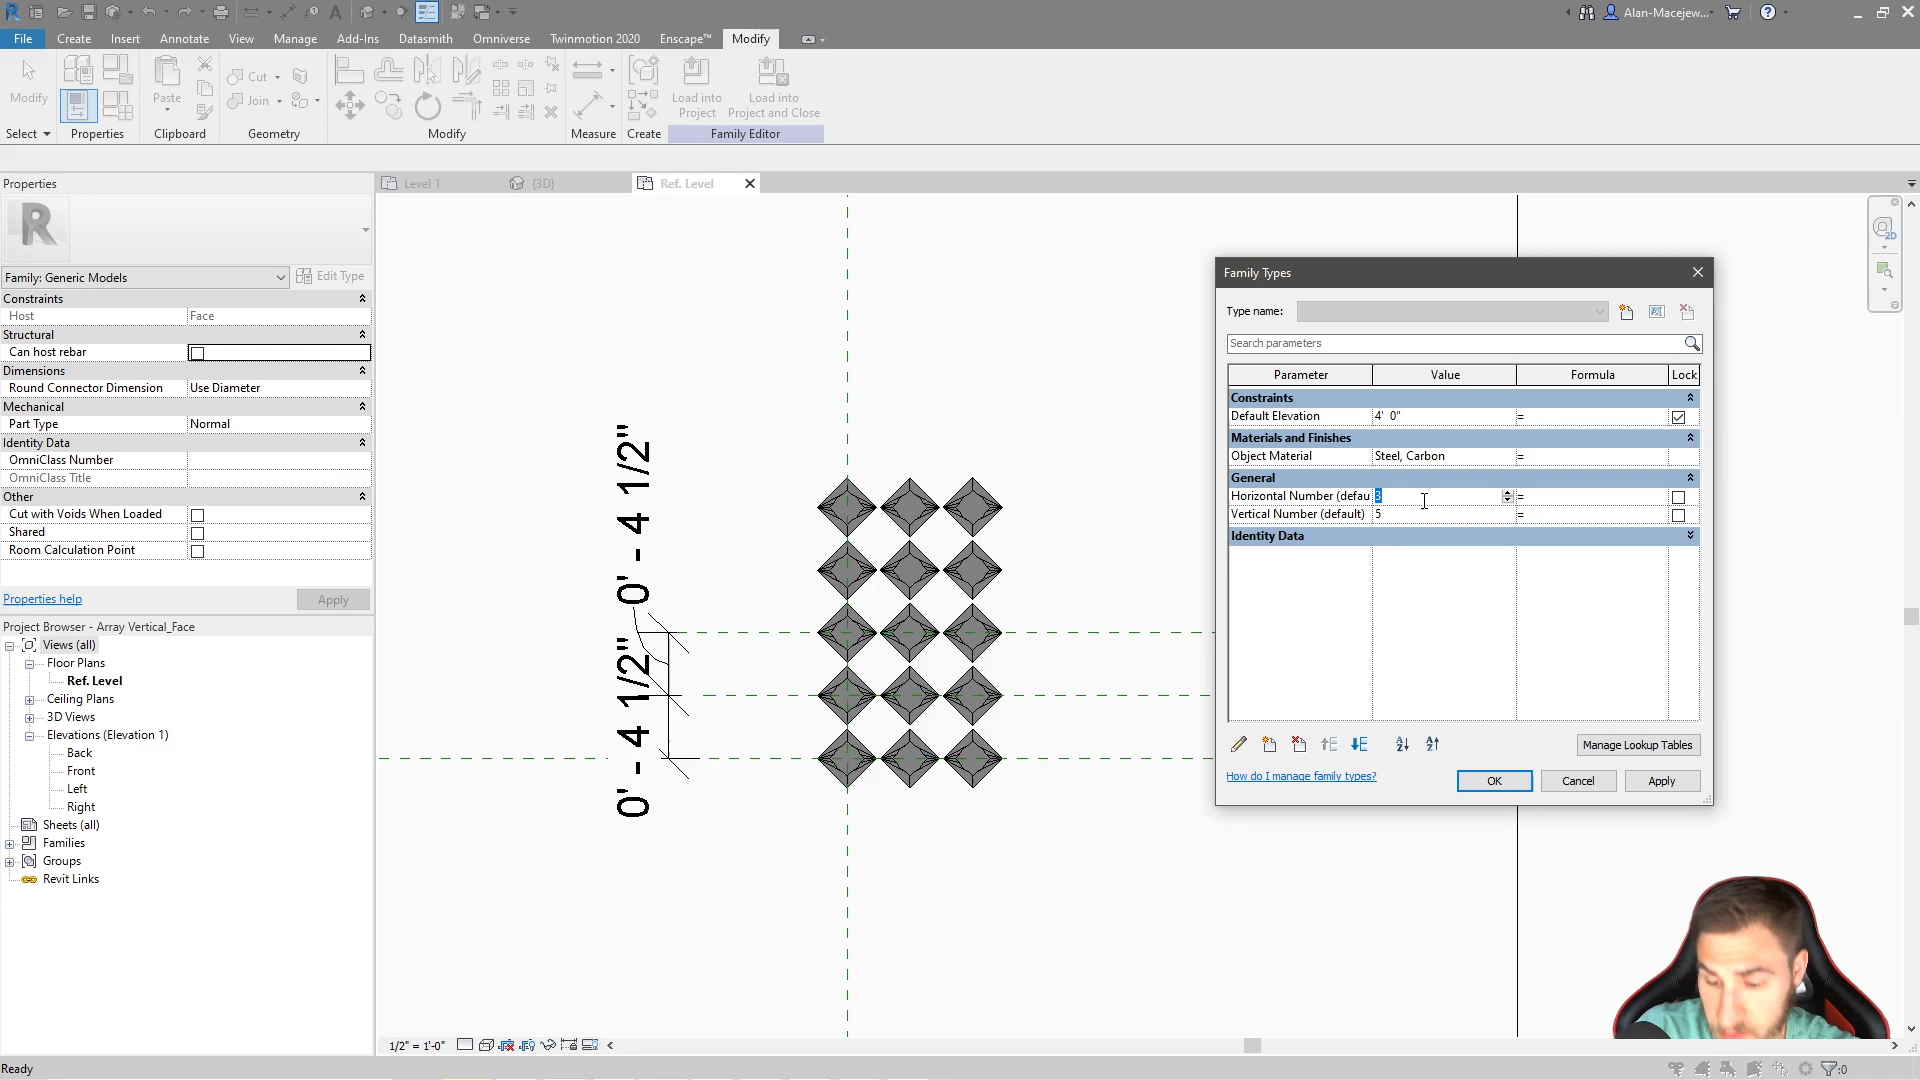 Alan-Macejew...
File Create Insert Annotate View Manage Add-Ins Datasmith Omniverse Twinmotion 2020 Enscape™ Modify
Modify
Paste
Cut
Join
Load into Project
Load into Project and Close
Select Properties Clipboard Geometry Modify Measure Create Family Editor
Properties
Level 1 {3D} Ref. Level
Family: Generic Models Edit Type
Constraints
Host Face
Structural
Can host rebar
Dimensions
Round Connector Dimension Use Diameter
Mechanical
Part Type Normal
Identity Data
OmniClass Number
OmniClass Title
Other
Cut with Voids When Loaded
Shared
Room Calculation Point
Properties help Apply
Project Browser - Array Vertical_Face
Views (all)
Floor Plans
Ref. Level
Ceiling Plans
3D Views
Elevations (Elevation 1)
Back
Front
Left
Right
Sheets (all)
Families
Groups
Revit Links
0' - 4 1/2"
0' - 4 1/2"
Family Types
Type name:
Search parameters
Parameter Value Formula Lock
Constraints
Default Elevation 4' 0" =
Materials and Finishes
Object Material Steel, Carbon =
General
Horizontal Number (defau 3 =
Vertical Number (default) 5 =
Identity Data
Manage Lookup Tables
How do I manage family types?
OK Cancel Apply
2D
1/2" = 1'-0"
Ready
:0